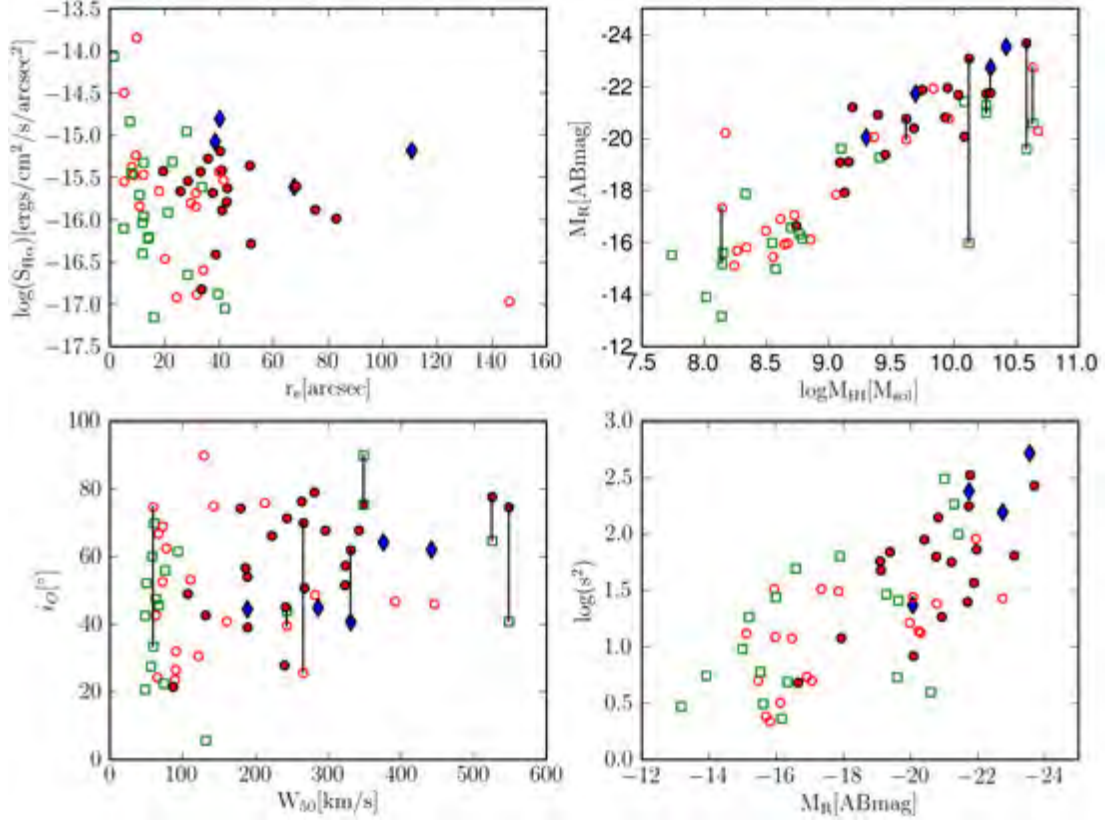 −13.5
−14.0
−14.5
−15.0
−15.5
−16.0
−16.5
−17.0
−17.5
log(S_Hα)[ergs/cm²/s/arcsec²]
0 20 40 60 80 100 120 140 160
r_e[arcsec]
-24
-22
-20
-18
-16
-14
-12
M_R[ABmag]
7.5 8.0 8.5 9.0 9.5 10.0 10.5 11.0
logM_HI[M_sol]
100
80
60
40
20
0
i_O[°]
0 100 200 300 400 500 600
W₅₀[km/s]
3.0
2.5
2.0
1.5
1.0
0.5
0.0
log(s²)
−12 −14 −16 −18 −20 −22 −24
M_R[ABmag]